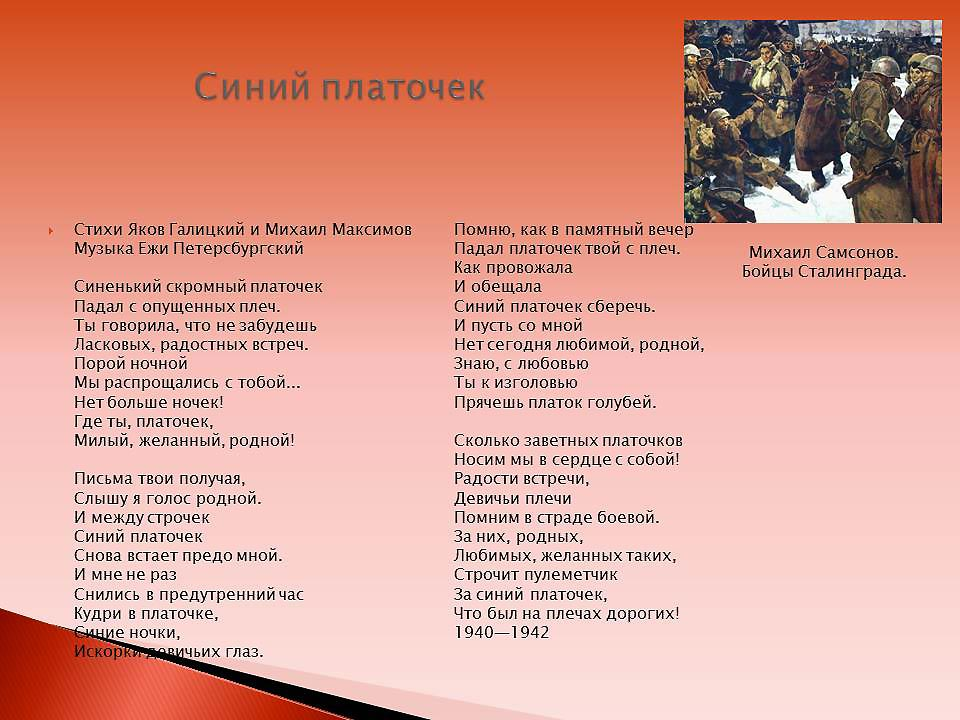 Синий платочек
Стихи Яков Галицкий и Михаил Максимов
Музыка Ежи Петерсбургский
Синенький скромный платочек
Падал с опущенных плеч.
Ты говорила, что не забудешь
Ласковых, радостных встреч.
Порой ночной
Мы распрощались с тобой...
Нет больше ночек!
Где ты, платочек,
Милый, желанный, родной!
Письма твои получая,
Слышу я голос родной.
И между строчек
Синий платочек
Снова встает предо мной.
И мне не раз
Снились в предутренний час
Кудри в платочке,
Синие ночки,
Искорки девичьих глаз.
Помню, как в памятный вечер
Падал платочек твой с плеч.
Как провожала
И обещала
Синий платочек сберечь.
И пусть со мной
Нет сегодня любимой, родной,
Знаю, с любовью
Ты к изголовью
Прячешь платок голубей.
Сколько заветных платочков
Носим мы в сердце с собой!
Радости встречи,
Девичьи плечи
Помним в страде боевой.
За них, родных,
Любимых, желанных таких,
Строчит пулеметчик
За синий платочек,
Что был на плечах дорогих!
1940—1942
Михаил Самсонов.
Бойцы Сталинграда.